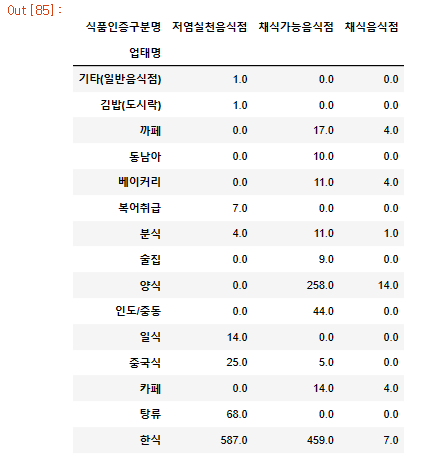 Out[85]:
식품인증구분명 저염실천음식점 채식가능음식점 채식음식점
업태명
기타(일반음식점) 1.0 0.0 0.0
김밥(도시락) 1.0 0.0 0.0
까페 0.0 17.0 4.0
동남아 0.0 10.0 0.0
베이커리 0.0 11.0 4.0
복어취급 7.0 0.0 0.0
분식 4.0 11.0 1.0
술집 0.0 9.0 0.0
양식 0.0 258.0 14.0
인도/중동 0.0 44.0 0.0
일식 14.0 0.0 0.0
중국식 25.0 5.0 0.0
카페 0.0 14.0 4.0
탕류 68.0 0.0 0.0
한식 587.0 459.0 7.0